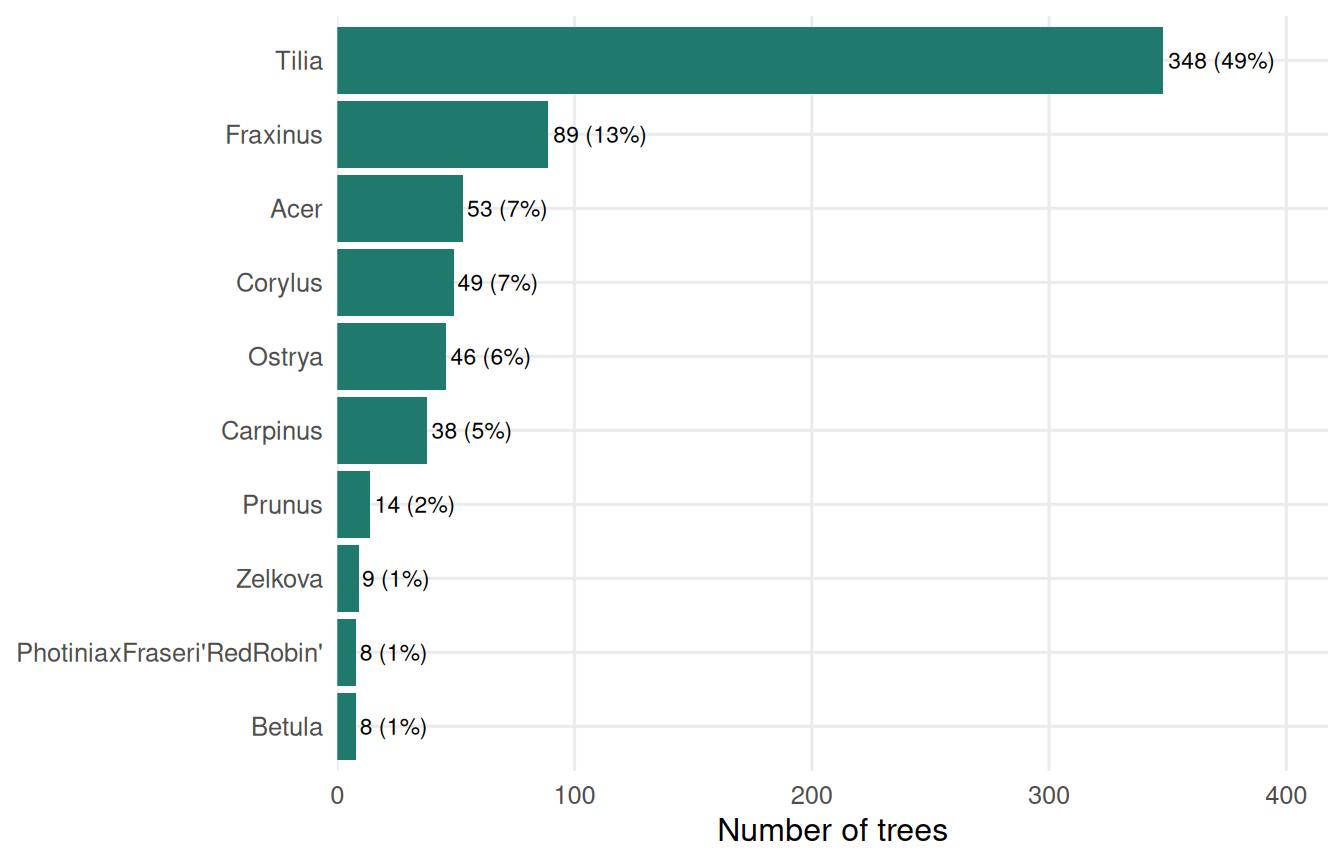 Tilia 348 (49%)
Fraxinus 89 (13%)
Acer 53 (7%)
Corylus 49 (7%)
Ostrya 46 (6%)
Carpinus 38 (5%)
Prunus 14 (2%)
Zelkova 9 (1%)
PhotiniaxFraseri'RedRobin' 8 (1%)
Betula 8 (1%)
0 100 200 300 400
Number of trees